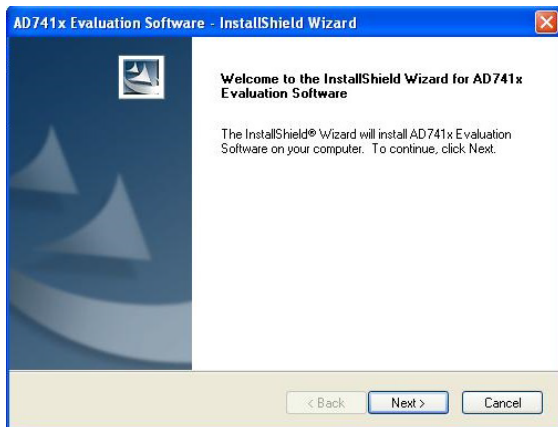 AD741x Evaluation Software - InstallShield Wizard
Welcome to the InstallShield Wizard for AD741x
Evaluation Software
The InstallShield® Wizard will install AD741x Evaluation
Software on your computer. To continue, click Next.
< Back Next > Cancel